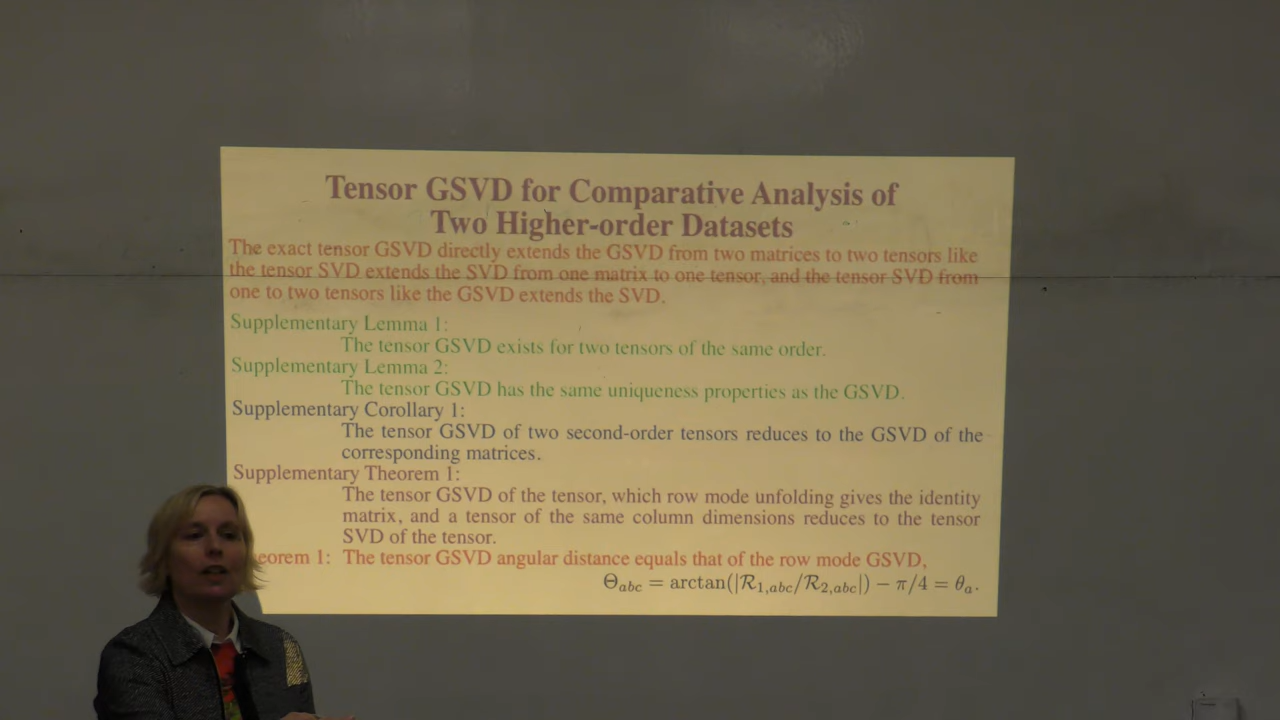 Tensor GSVD for Comparative Analysis of
Two Higher-order Datasets
The exact tensor GSVD directly extends the GSVD from two matrices to two tensors like
the tensor SVD extends the SVD from one matrix to one tensor, and the tensor SVD from
one to two tensors like the GSVD extends the SVD.
Supplementary Lemma 1:
The tensor GSVD exists for two tensors of the same order.
Supplementary Lemma 2:
The tensor GSVD has the same uniqueness properties as the GSVD.
Supplementary Corollary 1:
The tensor GSVD of two second-order tensors reduces to the GSVD of the
corresponding matrices.
Supplementary Theorem 1:
The tensor GSVD of the tensor, which row mode unfolding gives the identity
matrix, and a tensor of the same column dimensions reduces to the tensor
SVD of the tensor.
eorem 1: The tensor GSVD angular distance equals that of the row mode GSVD,
Θabc = arctan(|R1,abc/R2,abc|) − π/4 = θa.